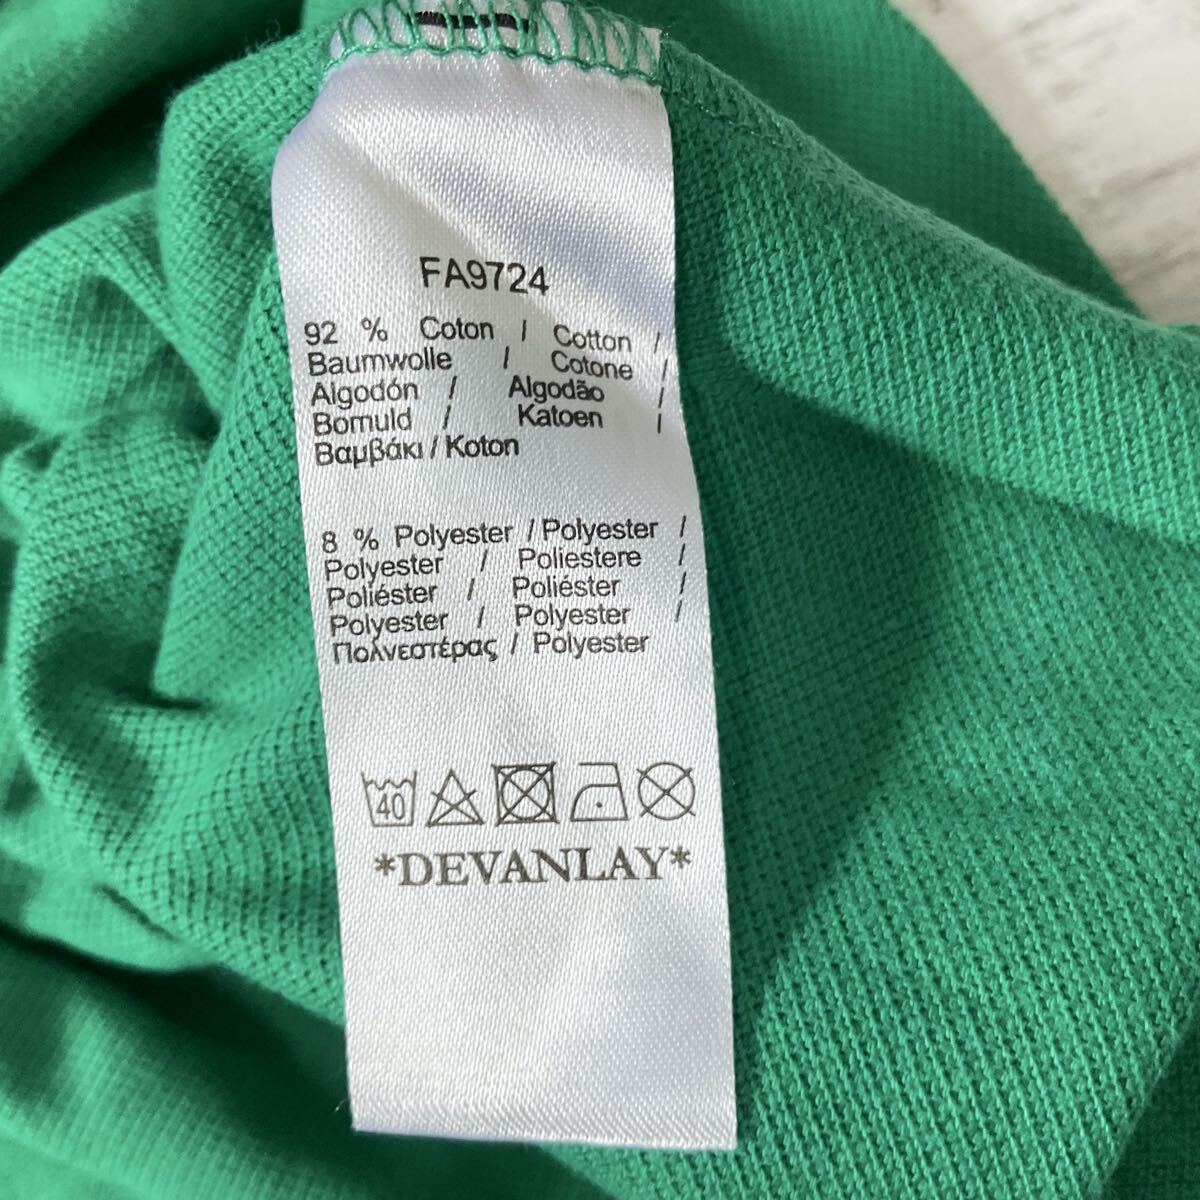 FA9724
92 % Coton / Cotton /
Baumwolle / Cotone /
Algodón / Algodão /
Bomuld / Katoen /
Βαμβάκι / Koton
8 % Polyester / Polyester /
Polyester / Poliestere /
Poliéster / Poliéster /
Polyester / Polyester /
Πολνεστέρας / Polyester
40
*DEVANLAY*